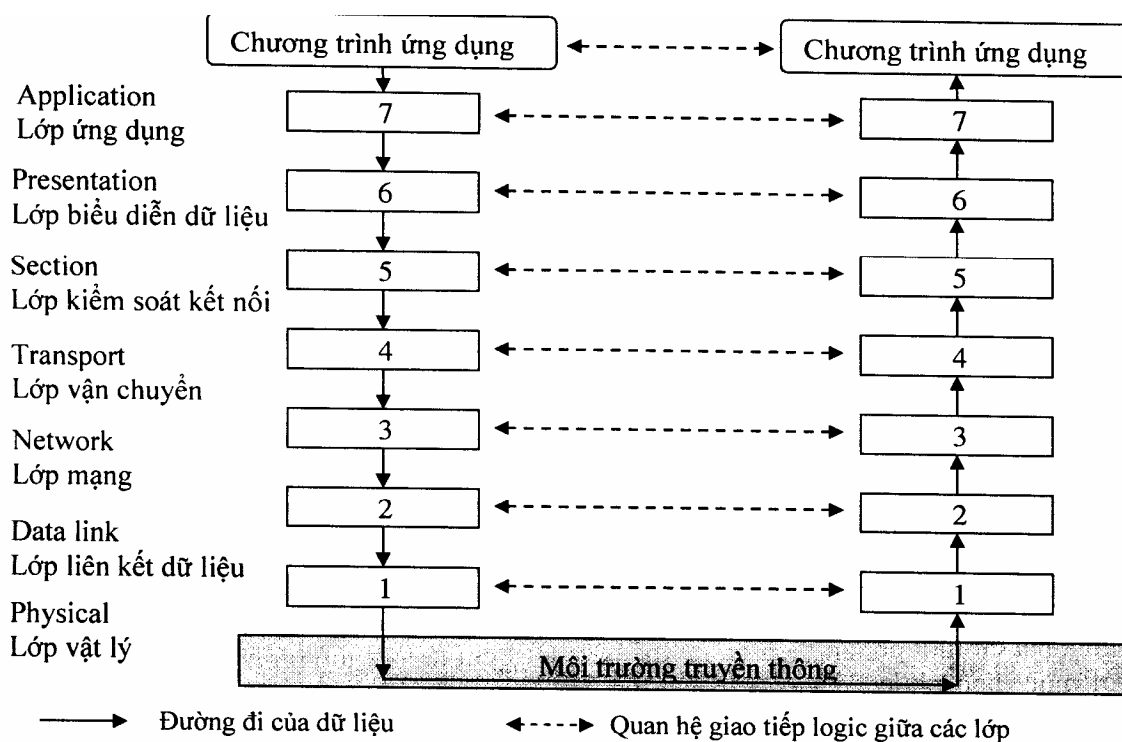 Chương trình ứng dụng
Chương trình ứng dụng
Application
Lớp ứng dụng
7
7
Presentation
Lớp biểu diễn dữ liệu
6
6
Section
Lớp kiểm soát kết nối
5
5
Transport
Lớp vận chuyển
4
4
Network
Lớp mạng
3
3
Data link
Lớp liên kết dữ liệu
2
2
Physical
Lớp vật lý
1
1
Môi trường truyền thông
Đường đi của dữ liệu
Quan hệ giao tiếp logic giữa các lớp